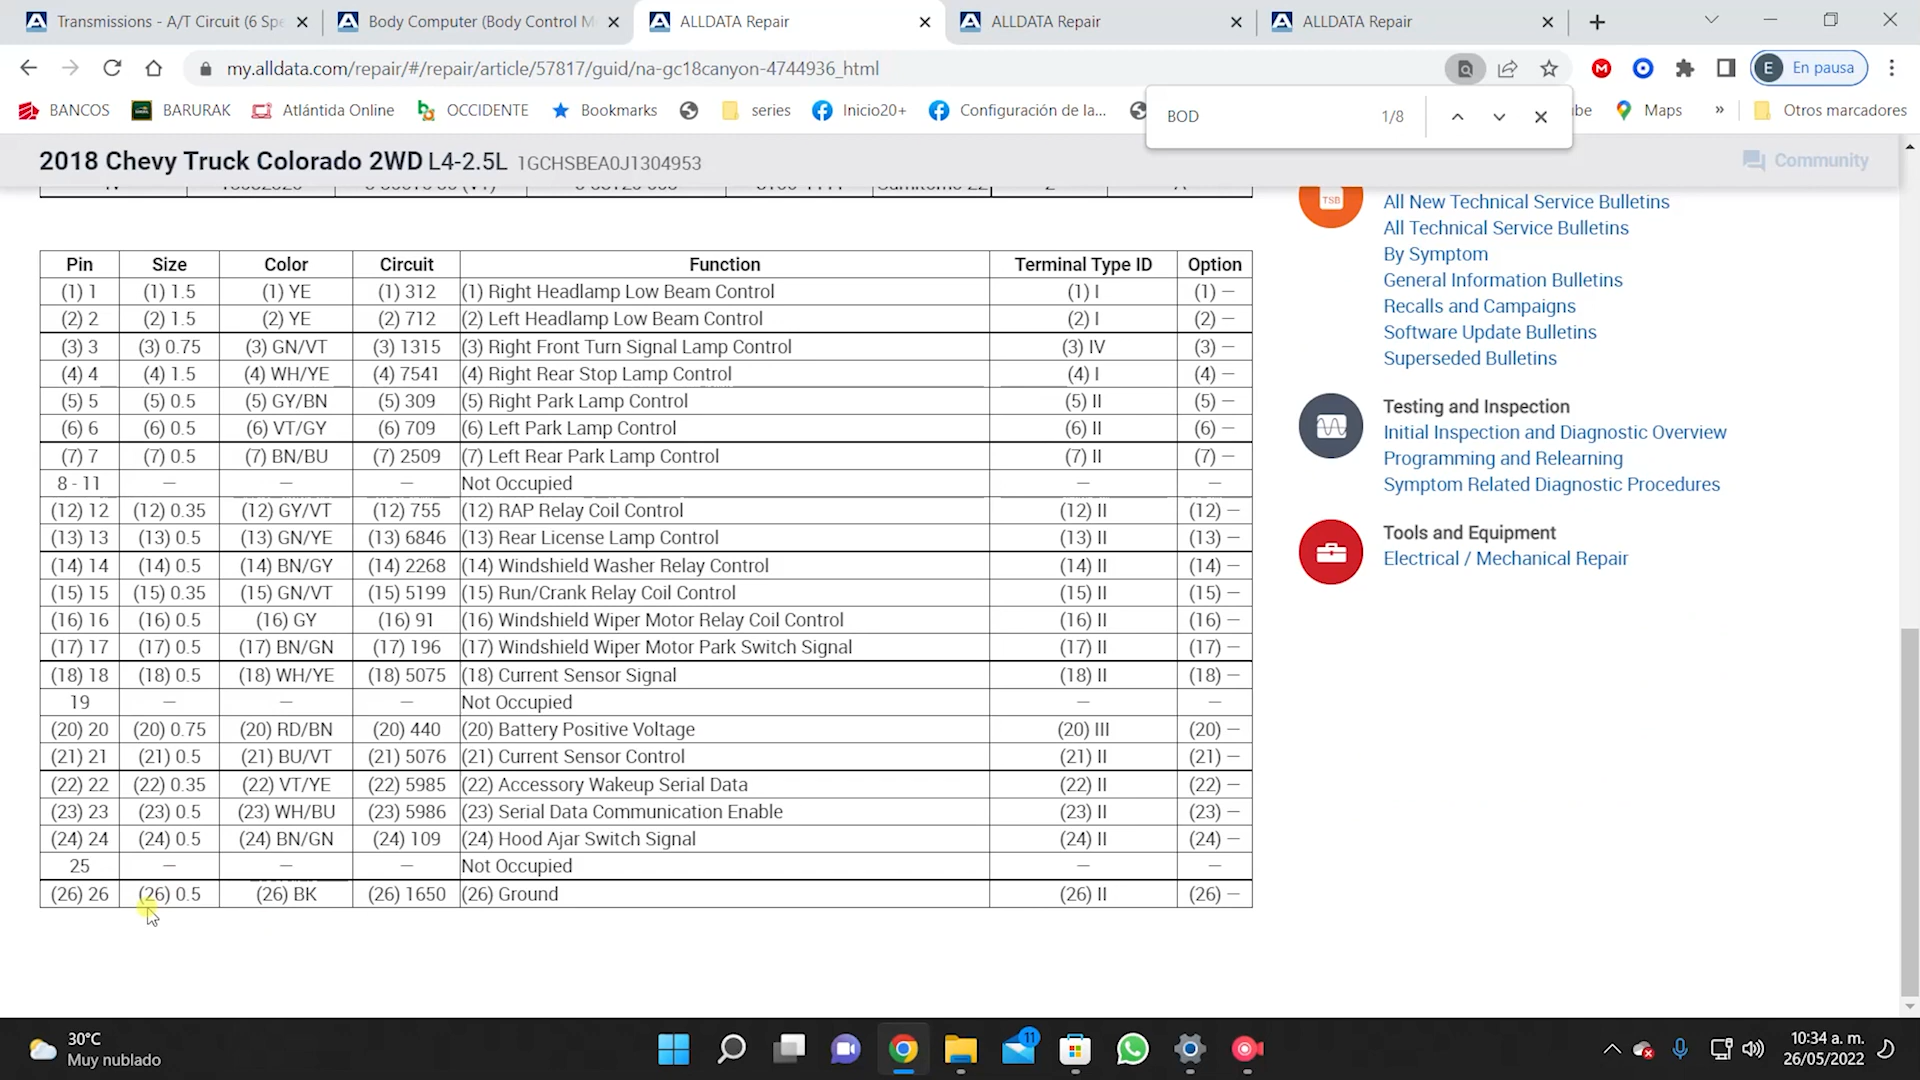 Transmissions - A/T Circuit (6 Spe
Body Computer (Body Control M
ALLDATA Repair
ALLDATA Repair
ALLDATA Repair
my.alldata.com/repair/#/repair/article/57817/guid/na-gc18canyon-4744936_html
E En pausa
BANCOS BARURAK Atlántida Online OCCIDENTE Bookmarks series Inicio20+ Configuración de la... be Maps » Otros marcadores
BOD 1/8
2018 Chevy Truck Colorado 2WD L4-2.5L 1GCHSBEA0J1304953
Community
Pin Size Color Circuit Function Terminal Type ID Option
(1) 1 (1) 1.5 (1) YE (1) 312 (1) Right Headlamp Low Beam Control (1) I (1) —
(2) 2 (2) 1.5 (2) YE (2) 712 (2) Left Headlamp Low Beam Control (2) I (2) —
(3) 3 (3) 0.75 (3) GN/VT (3) 1315 (3) Right Front Turn Signal Lamp Control (3) IV (3) —
(4) 4 (4) 1.5 (4) WH/YE (4) 7541 (4) Right Rear Stop Lamp Control (4) I (4) —
(5) 5 (5) 0.5 (5) GY/BN (5) 309 (5) Right Park Lamp Control (5) II (5) —
(6) 6 (6) 0.5 (6) VT/GY (6) 709 (6) Left Park Lamp Control (6) II (6) —
(7) 7 (7) 0.5 (7) BN/BU (7) 2509 (7) Left Rear Park Lamp Control (7) II (7) —
8 - 11 — — — Not Occupied — —
(12) 12 (12) 0.35 (12) GY/VT (12) 755 (12) RAP Relay Coil Control (12) II (12) —
(13) 13 (13) 0.5 (13) GN/YE (13) 6846 (13) Rear License Lamp Control (13) II (13) —
(14) 14 (14) 0.5 (14) BN/GY (14) 2268 (14) Windshield Washer Relay Control (14) II (14) —
(15) 15 (15) 0.35 (15) GN/VT (15) 5199 (15) Run/Crank Relay Coil Control (15) II (15) —
(16) 16 (16) 0.5 (16) GY (16) 91 (16) Windshield Wiper Motor Relay Coil Control (16) II (16) —
(17) 17 (17) 0.5 (17) BN/GN (17) 196 (17) Windshield Wiper Motor Park Switch Signal (17) II (17) —
(18) 18 (18) 0.5 (18) WH/YE (18) 5075 (18) Current Sensor Signal (18) II (18) —
19 — — — Not Occupied — —
(20) 20 (20) 0.75 (20) RD/BN (20) 440 (20) Battery Positive Voltage (20) III (20) —
(21) 21 (21) 0.5 (21) BU/VT (21) 5076 (21) Current Sensor Control (21) II (21) —
(22) 22 (22) 0.35 (22) VT/YE (22) 5985 (22) Accessory Wakeup Serial Data (22) II (22) —
(23) 23 (23) 0.5 (23) WH/BU (23) 5986 (23) Serial Data Communication Enable (23) II (23) —
(24) 24 (24) 0.5 (24) BN/GN (24) 109 (24) Hood Ajar Switch Signal (24) II (24) —
25 — — — Not Occupied — —
(26) 26 (26) 0.5 (26) BK (26) 1650 (26) Ground (26) II (26) —
TSB
All New Technical Service Bulletins
All Technical Service Bulletins
By Symptom
General Information Bulletins
Recalls and Campaigns
Software Update Bulletins
Superseded Bulletins
Testing and Inspection
Initial Inspection and Diagnostic Overview
Programming and Relearning
Symptom Related Diagnostic Procedures
Tools and Equipment
Electrical / Mechanical Repair
30°C
Muy nublado
11
10:34 a. m.
26/05/2022